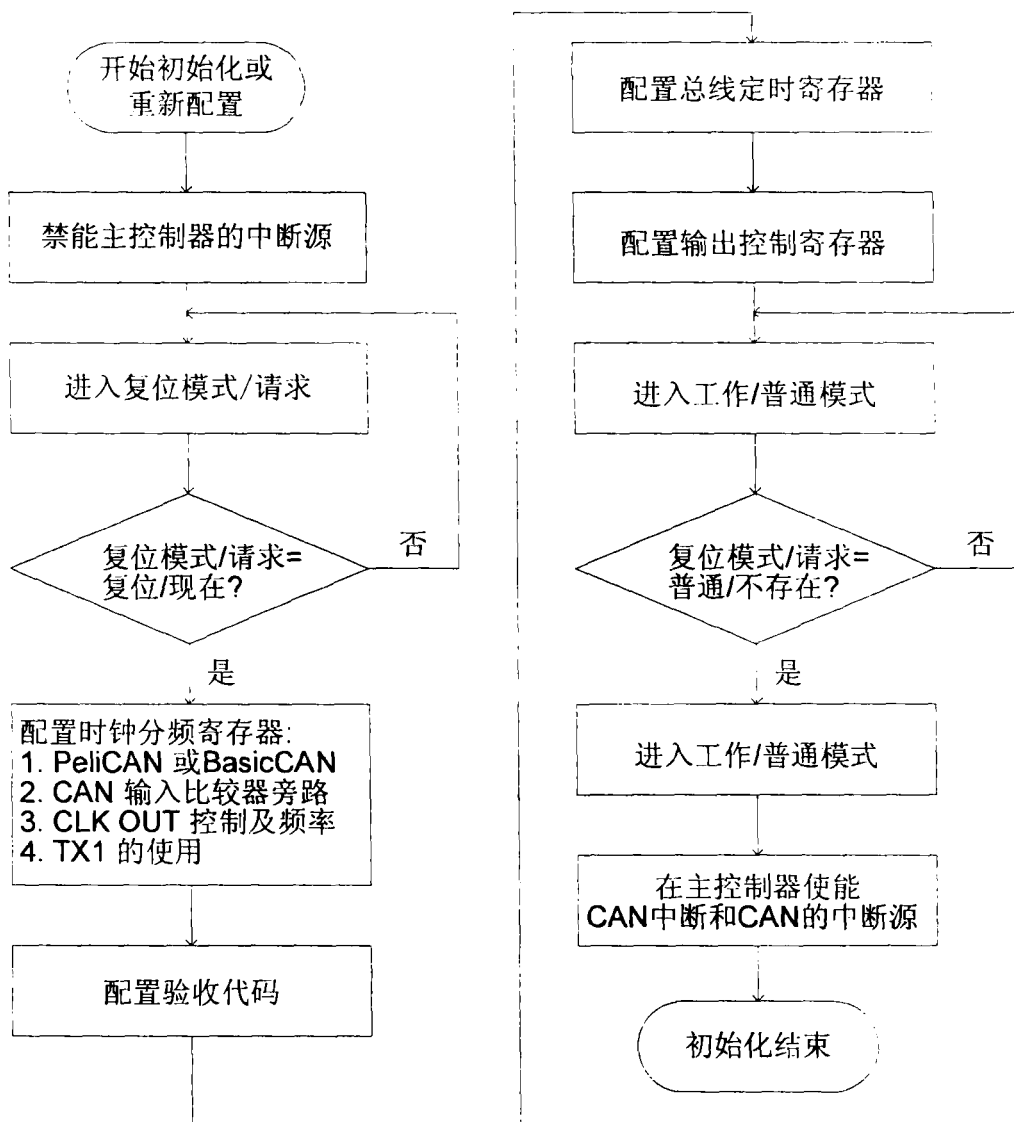 开始初始化或
重新配置
禁能主控制器的中断源
进入复位模式/请求
复位模式/请求=
复位/现在?
否
是
配置时钟分频寄存器:
1. PeliCAN 或BasicCAN
2. CAN 输入比较器旁路
3. CLK OUT 控制及频率
4. TX1 的使用
配置验收代码
配置总线定时寄存器
配置输出控制寄存器
进入工作/普通模式
复位模式/请求=
普通/不存在?
否
是
进入工作/普通模式
在主控制器使能
CAN中断和CAN的中断源
初始化结束